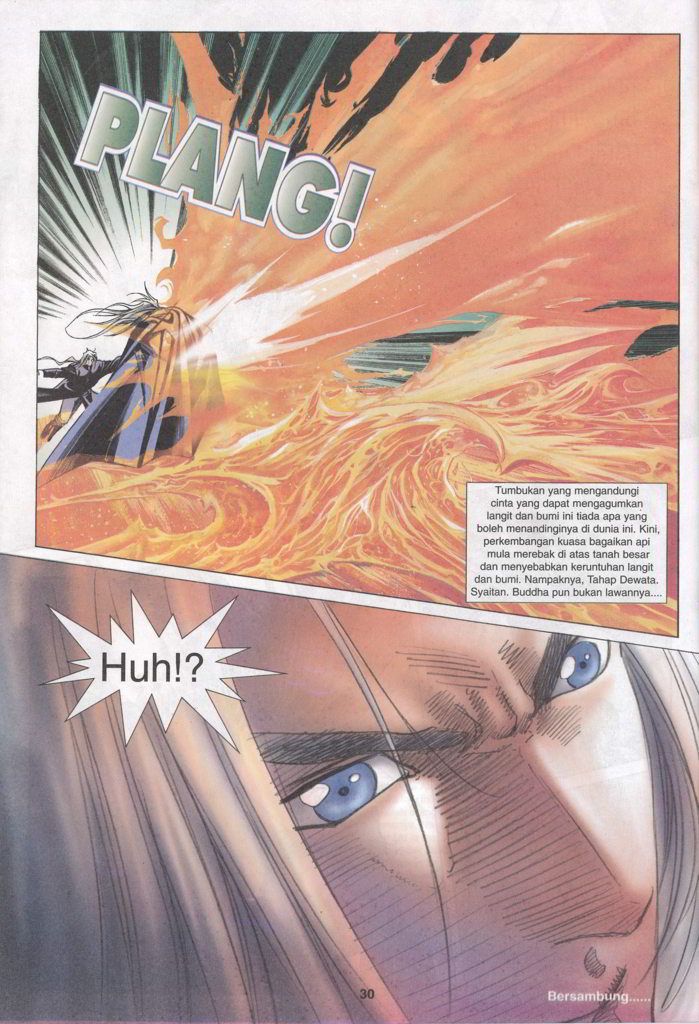 PLANG!
Tumbukan yang mengandungi
cinta yang dapat mengagumkan
langit dan bumi ini tiada apa yang
boleh menandinginya di dunia ini. Kini,
perkembangan kuasa bagaikan api
mula merebak di atas tanah besar
dan menyebabkan keruntuhan langit
dan bumi. Nampaknya, Tahap Dewata.
Syaitan. Buddha pun bukan lawannya....
Huh!?
30
Bersambung......